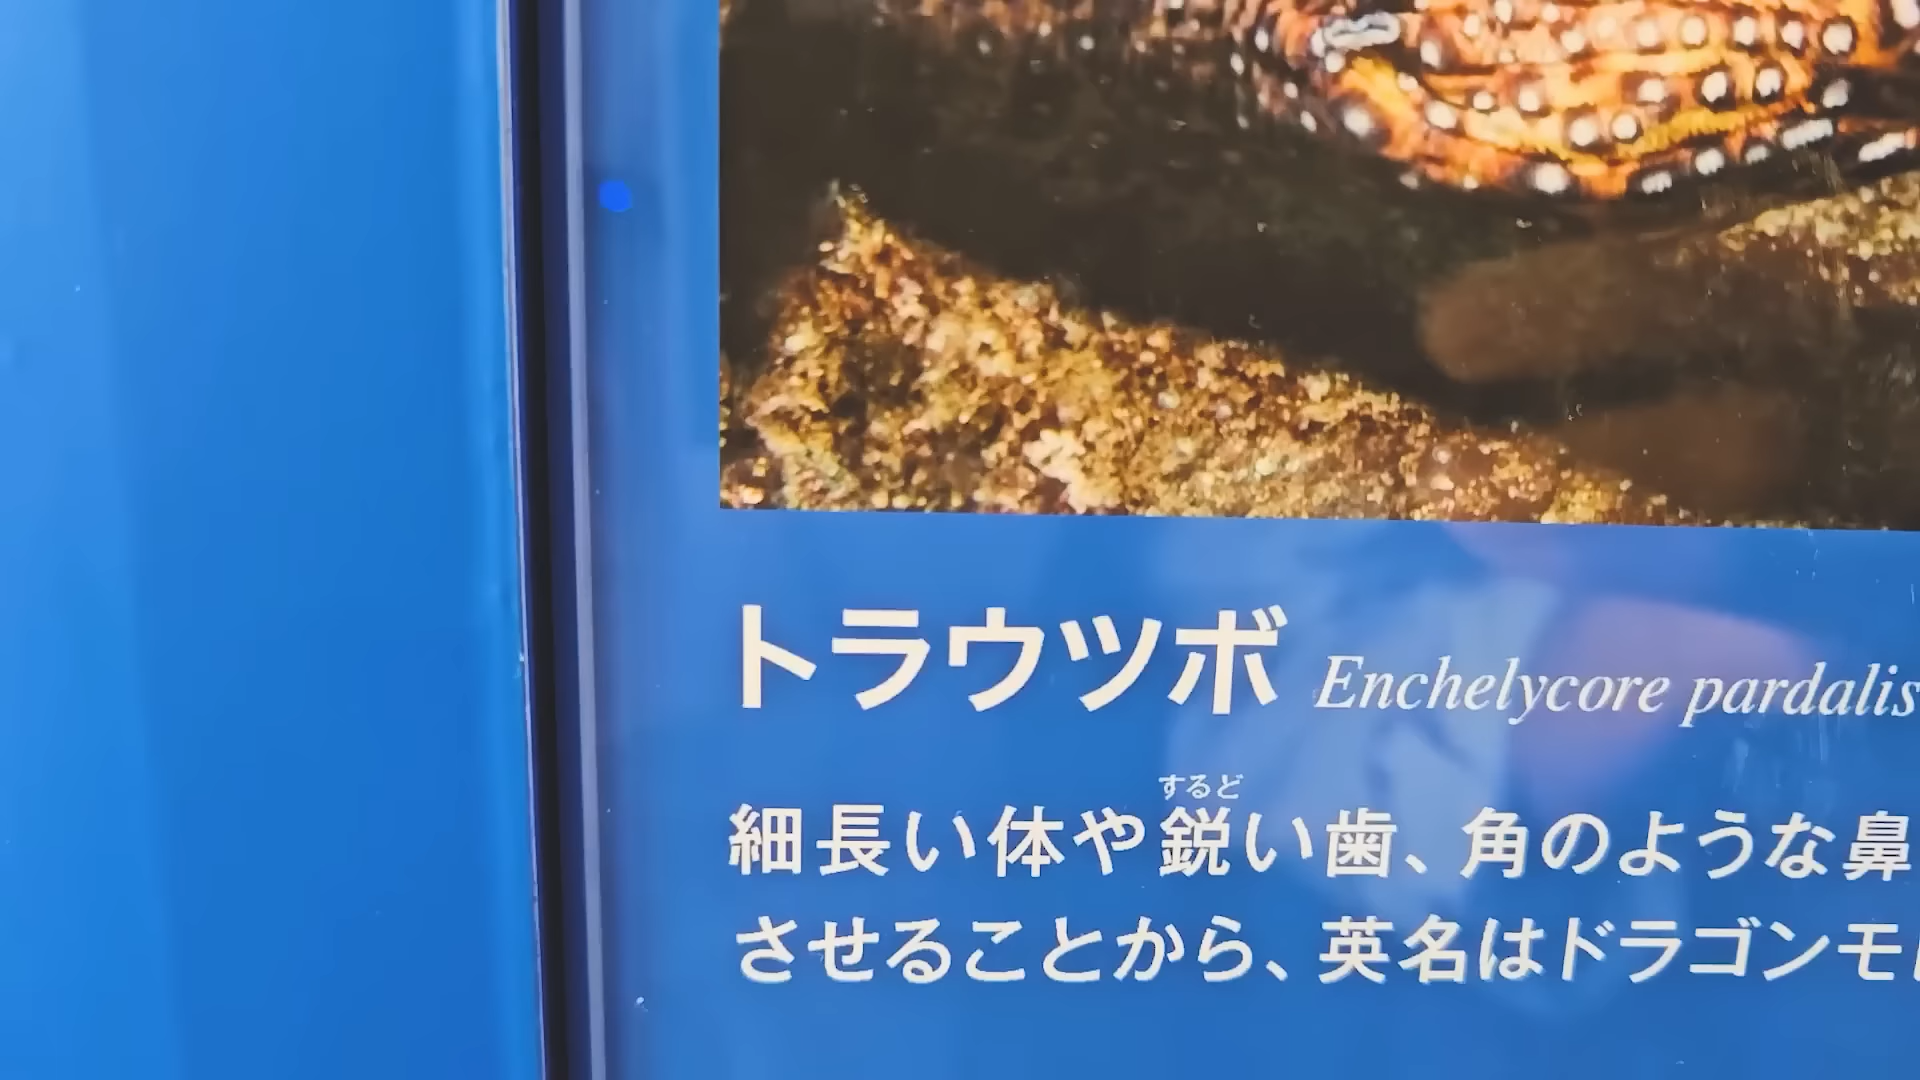 トラウツボ Enchelycore pardalis
するど
細長い体や鋭い歯、角のような鼻
させることから、英名はドラゴンモ